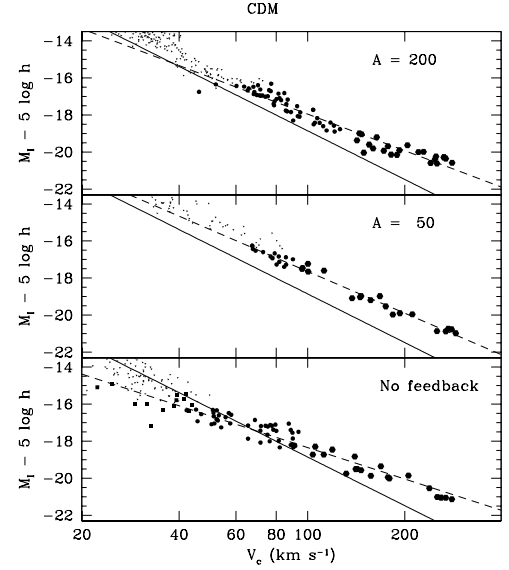 CDM
−14
−16
−18
−20
−22
M_I − 5 log h
A = 200
−14
−16
−18
−20
−22
M_I − 5 log h
A = 50
−14
−16
−18
−20
−22
M_I − 5 log h
No feedback
20 40 60 80 100 200
V_c (km s⁻¹)